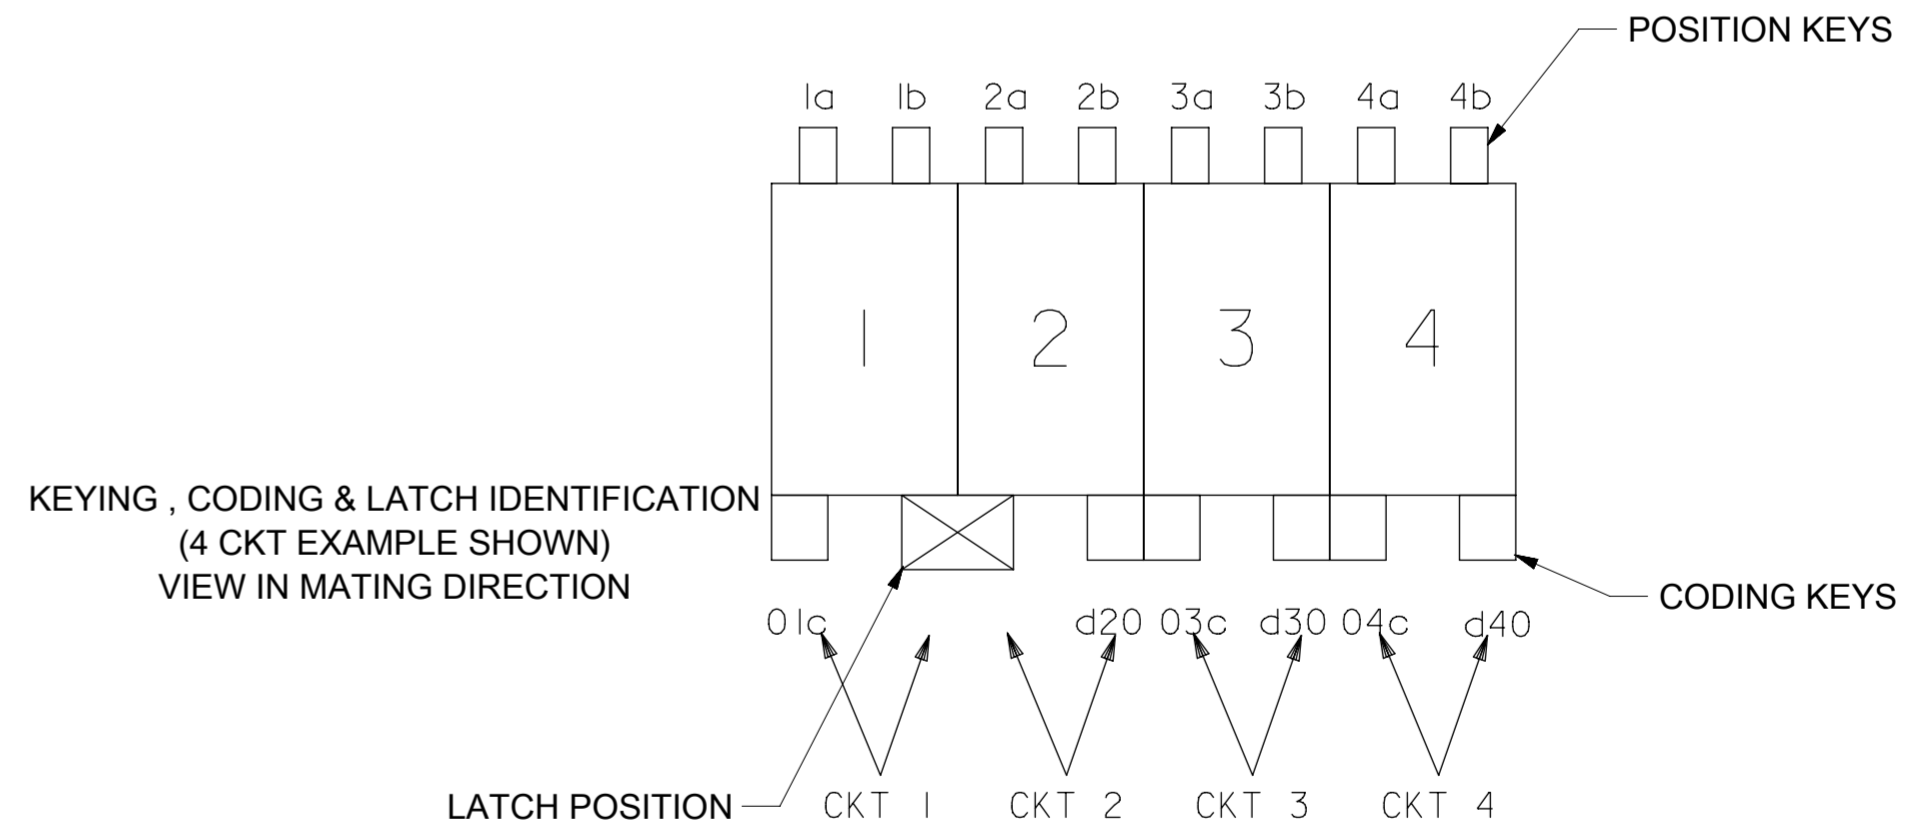 POSITION KEYS
1a 1b 2a 2b 3a 3b 4a 4b
1 2 3 4
KEYING , CODING & LATCH IDENTIFICATION
(4 CKT EXAMPLE SHOWN)
VIEW IN MATING DIRECTION
CODING KEYS
01c d20 03c d30 04c d40
LATCH POSITION
CKT 1 CKT 2 CKT 3 CKT 4